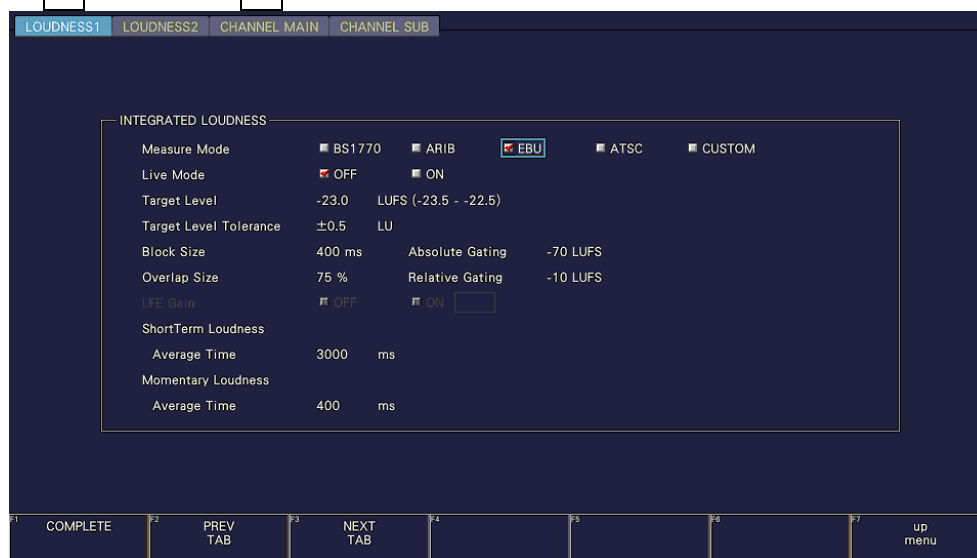 LOUDNESS1 LOUDNESS2 CHANNEL MAIN CHANNEL SUB
INTEGRATED LOUDNESS
Measure Mode BS1770 ARIB EBU ATSC CUSTOM
Live Mode OFF ON
Target Level -23.0 LUFS (-23.5 - -22.5)
Target Level Tolerance ±0.5 LU
Block Size 400 ms Absolute Gating -70 LUFS
Overlap Size 75 % Relative Gating -10 LUFS
LFE Gain OFF ON
ShortTerm Loudness
Average Time 3000 ms
Momentary Loudness
Average Time 400 ms
F1 COMPLETE F2 PREV TAB F3 NEXT TAB F4 F5 F6 F7 up menu